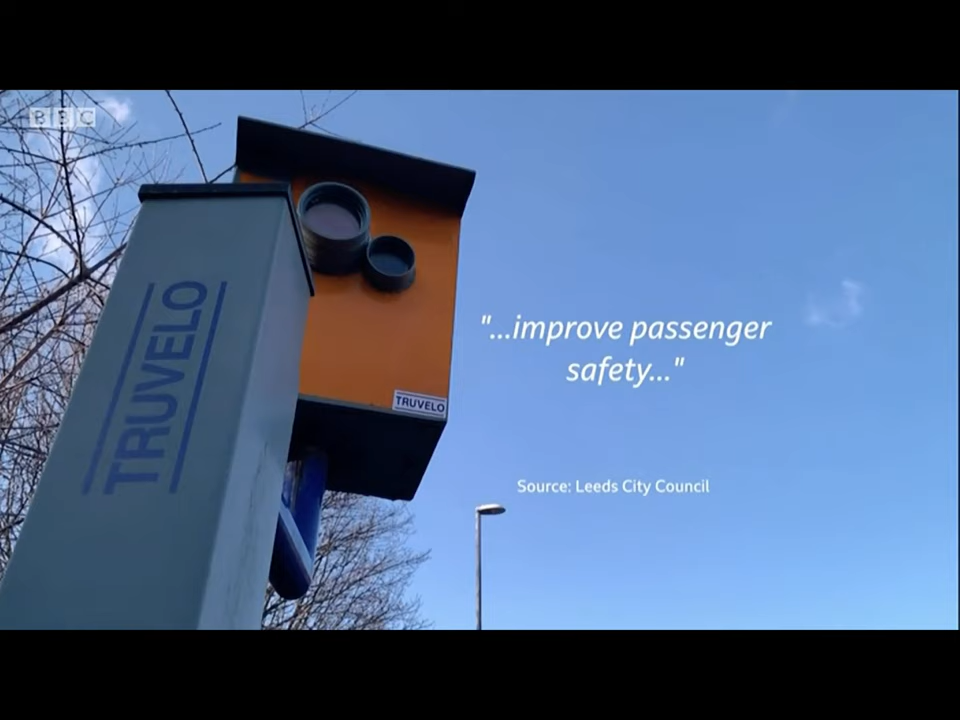 BBC
TRUVELO
TRUVELO
"...improve passenger
safety..."
Source: Leeds City Council